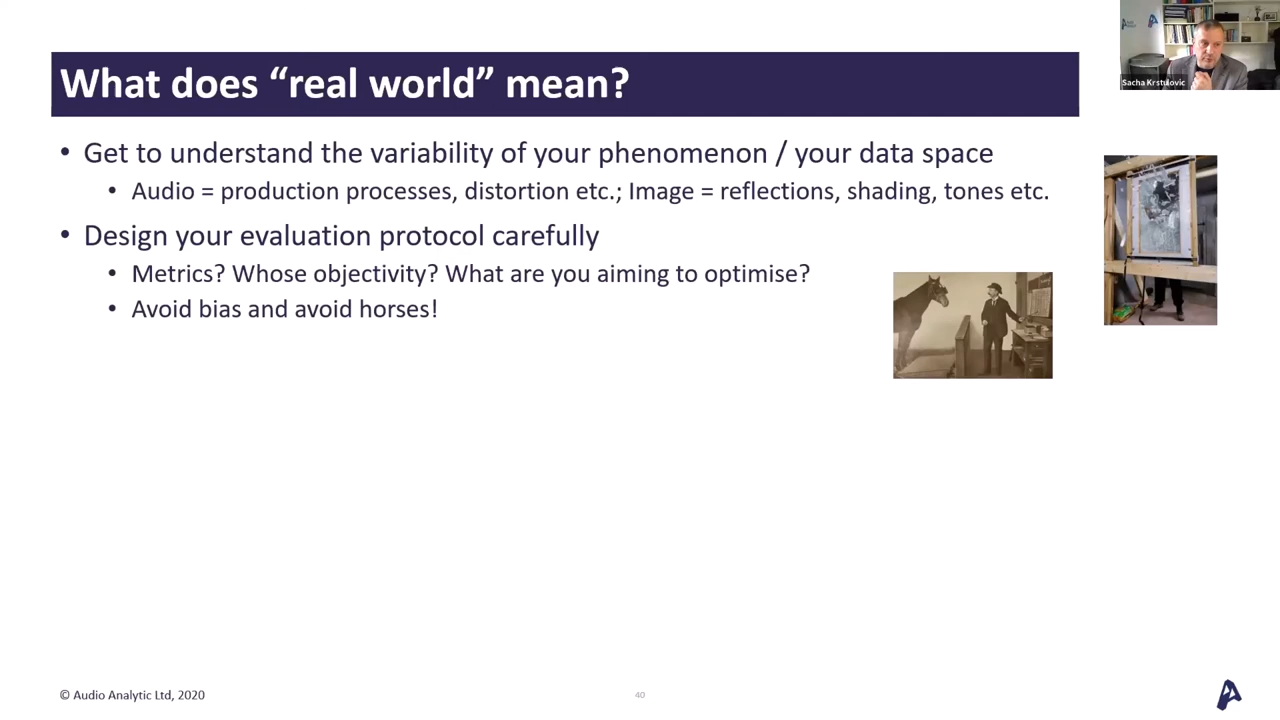 What does “real world” mean?
Sacha Krstulovic
• Get to understand the variability of your phenomenon / your data space
• Audio = production processes, distortion etc.; Image = reflections, shading, tones etc.
• Design your evaluation protocol carefully
• Metrics? Whose objectivity? What are you aiming to optimise?
• Avoid bias and avoid horses!
© Audio Analytic Ltd, 2020
40